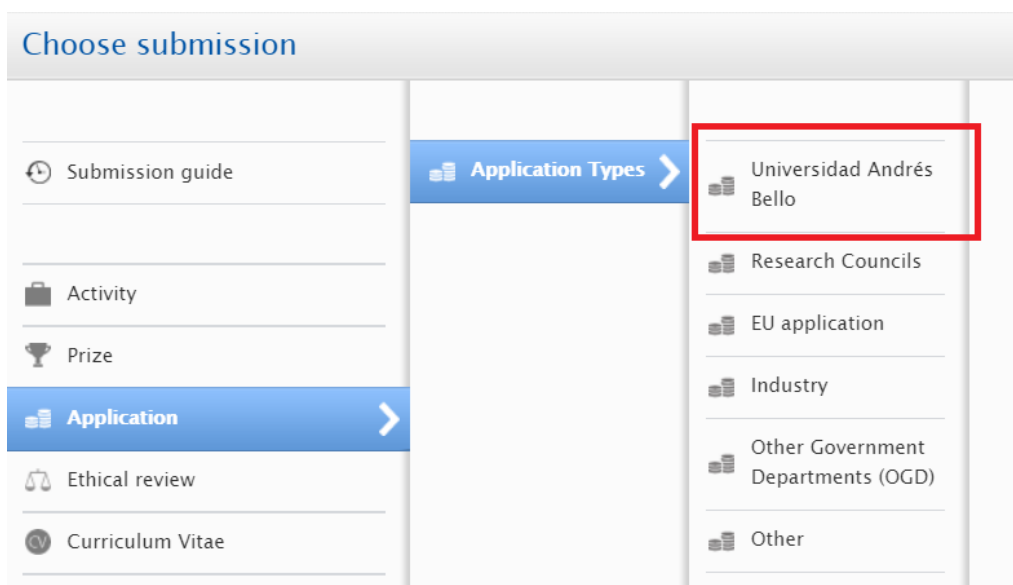 Choose submission
Submission guide
Activity
Prize
Application
Ethical review
CV Curriculum Vitae
Application Types
Universidad Andrés
Bello
Research Councils
EU application
Industry
Other Government
Departments (OGD)
Other